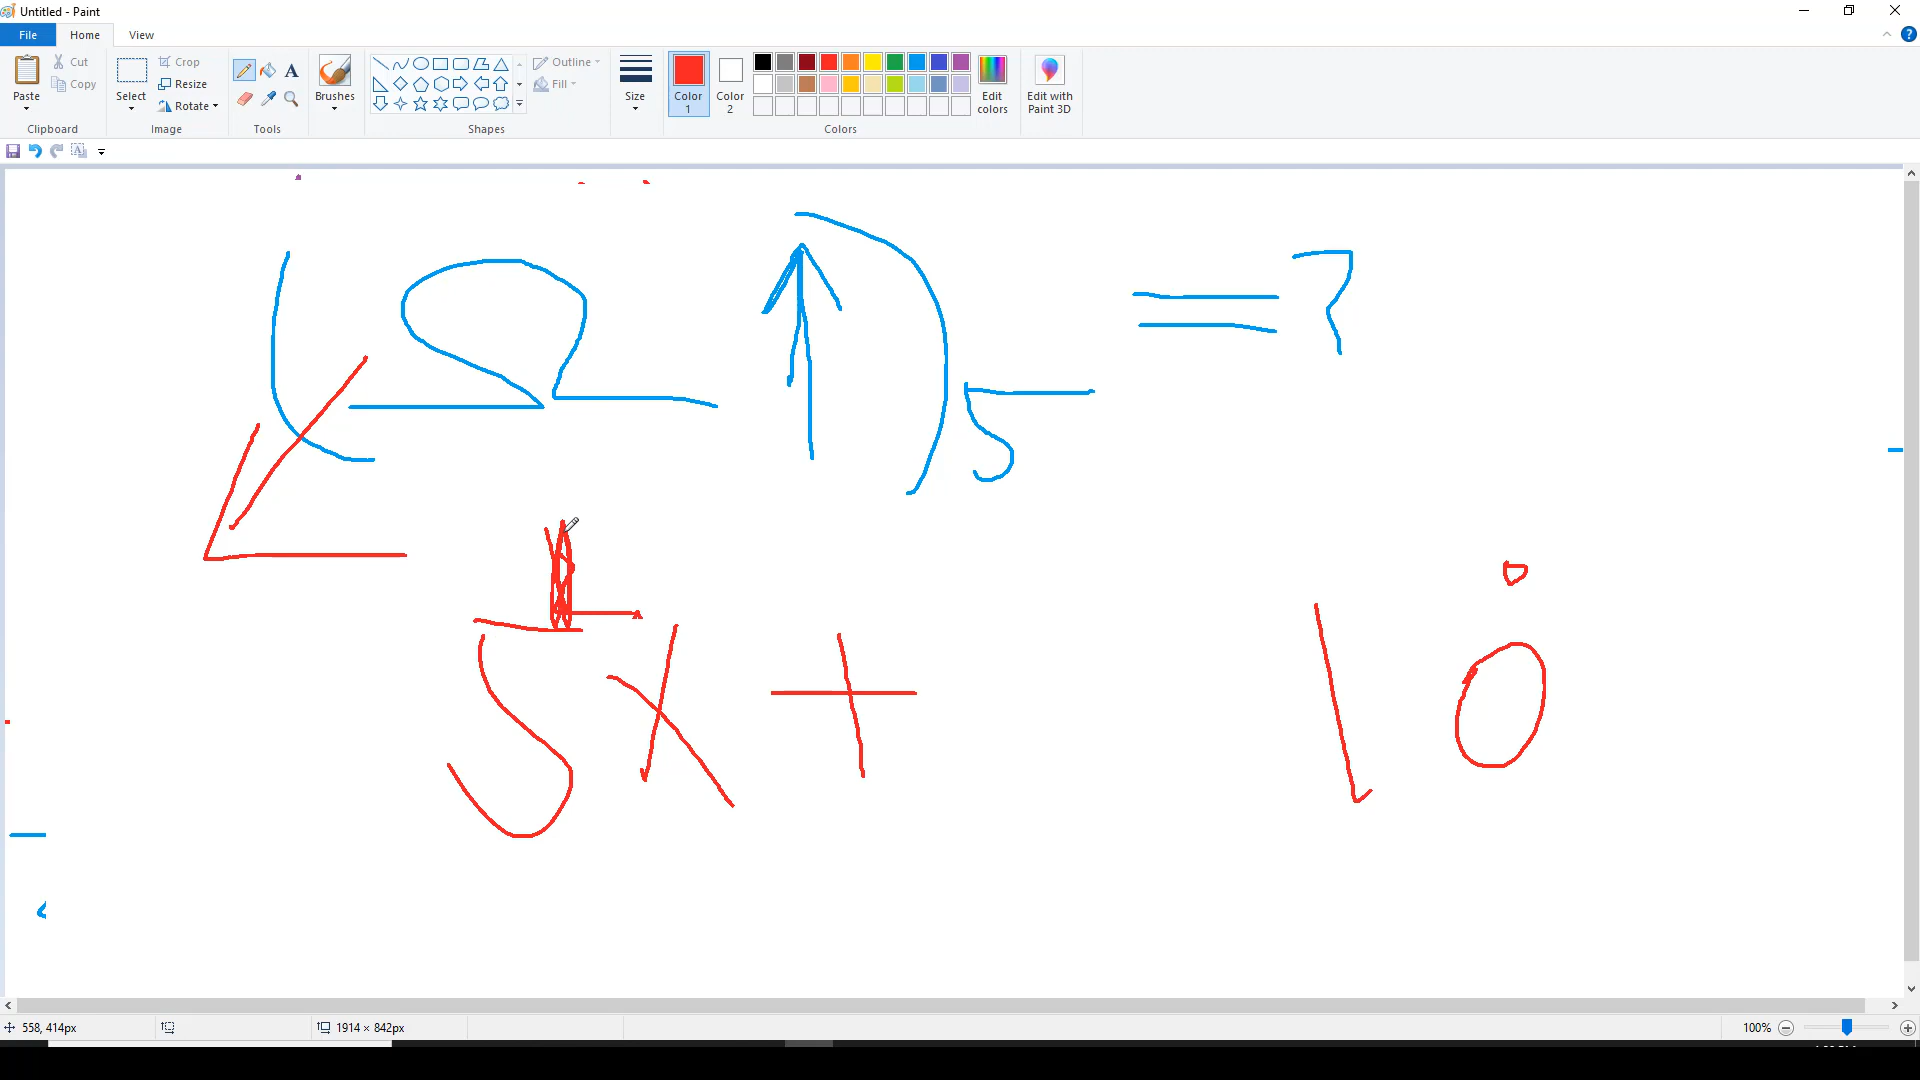 Untitled - Paint
File Home View
Paste
Cut
Copy
Clipboard
Select
Crop
Resize
Rotate
Image
A
Tools
Brushes
Shapes
Outline
Fill
Size
Color 1
Color 2
Edit colors
Colors
Edit with Paint 3D
(Ω ↑)5 = ?
5x + 10
558, 414px
1914 × 842px
100%